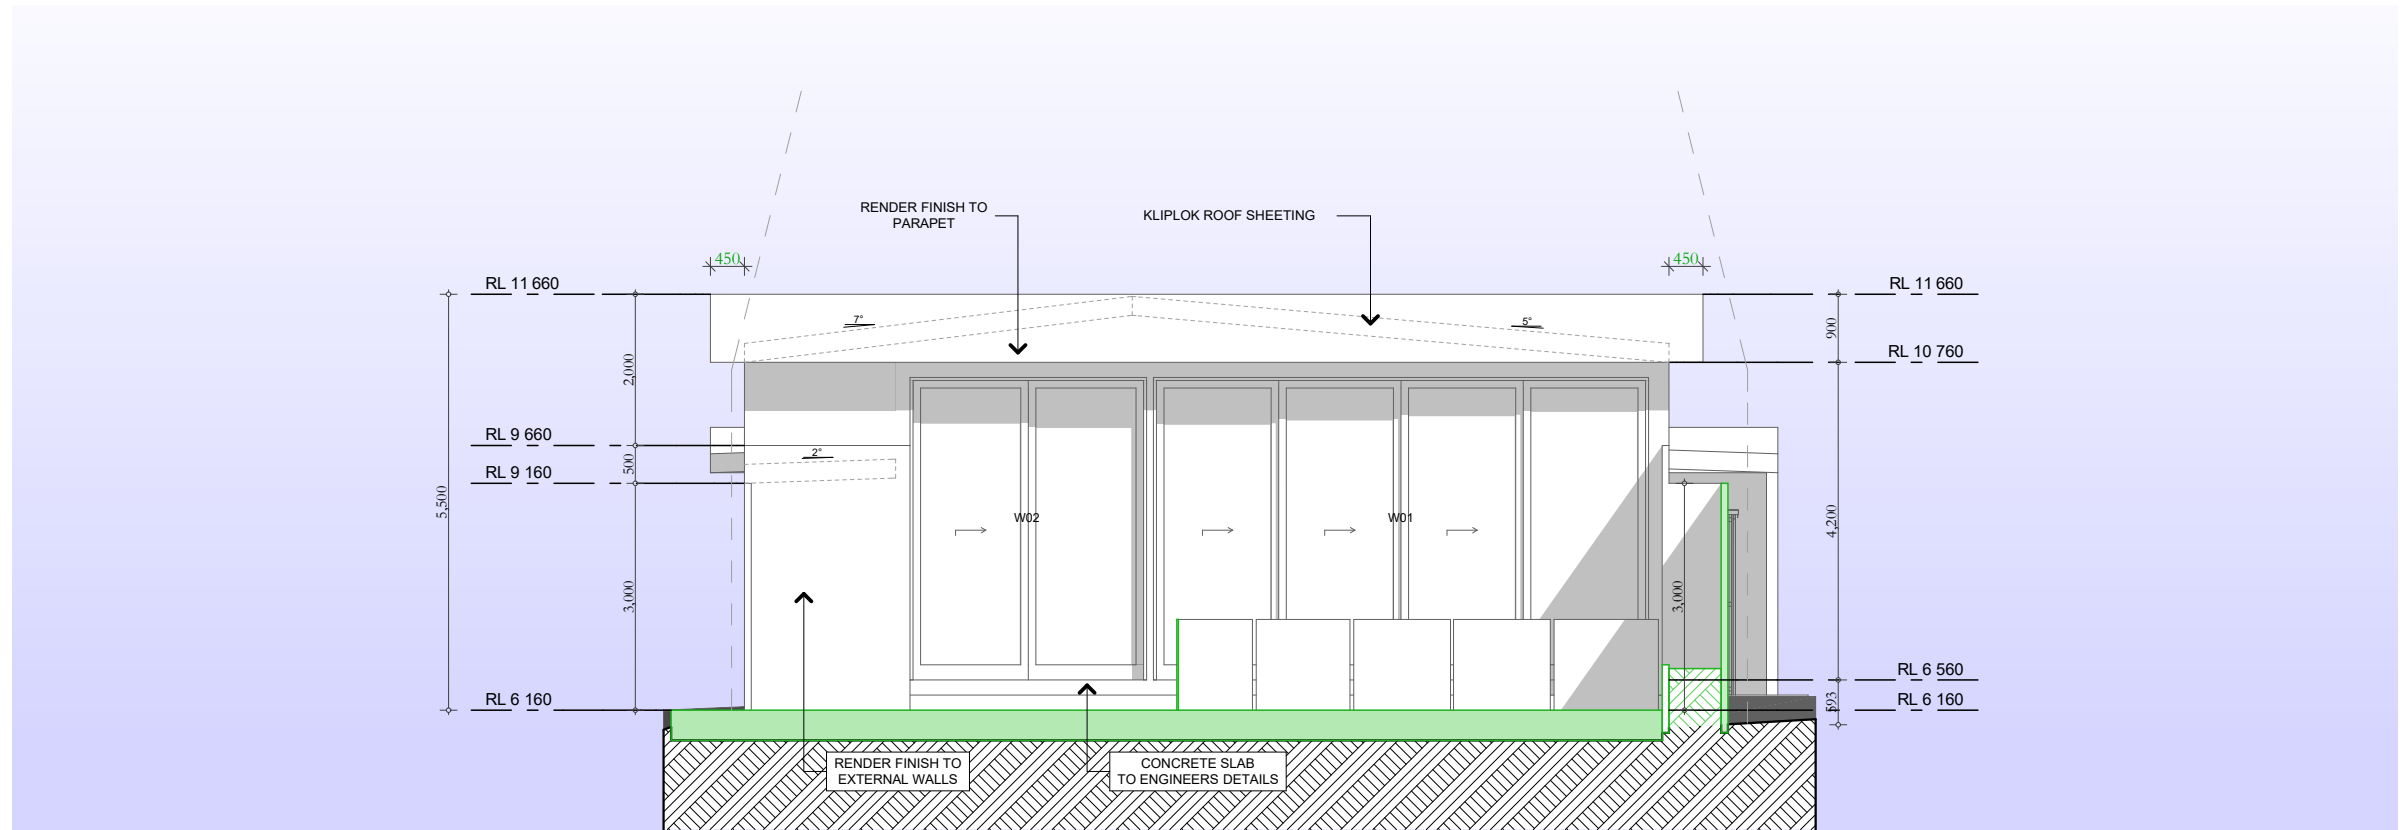 RENDER FINISH TO
PARAPET
KLIPLOK ROOF SHEETING
450
450
RL 11 660
RL 11 660
7°
5°
900
2,000
RL 10 760
RL 9 660
2°
500
RL 9 160
5,500
W02
W01
4,200
3,000
3,000
RL 6 560
RL 6 160
RL 6 160
593
RENDER FINISH TO
EXTERNAL WALLS
CONCRETE SLAB
TO ENGINEERS DETAILS